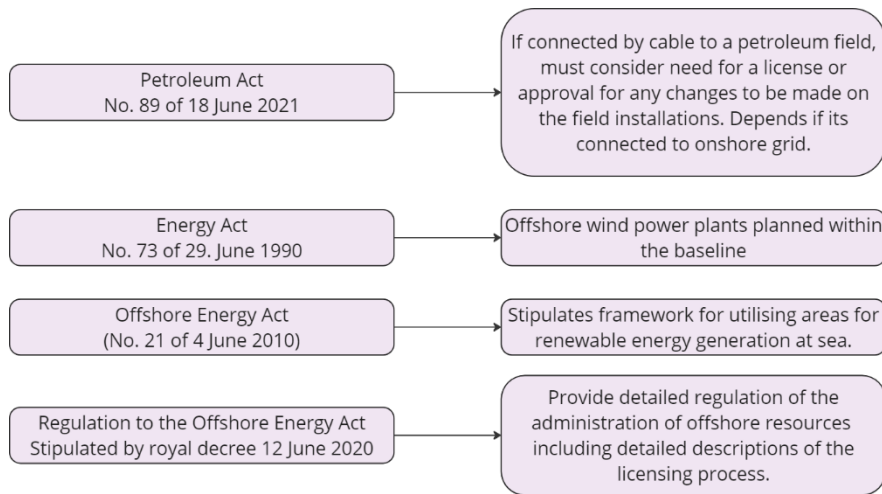 Petroleum Act
No. 89 of 18 June 2021
If connected by cable to a petroleum field,
must consider need for a license or
approval for any changes to be made on
the field installations. Depends if its
connected to onshore grid.
Energy Act
No. 73 of 29. June 1990
Offshore wind power plants planned within
the baseline
Offshore Energy Act
(No. 21 of 4 June 2010)
Stipulates framework for utilising areas for
renewable energy generation at sea.
Regulation to the Offshore Energy Act
Stipulated by royal decree 12 June 2020
Provide detailed regulation of the
administration of offshore resources
including detailed descriptions of the
licensing process.